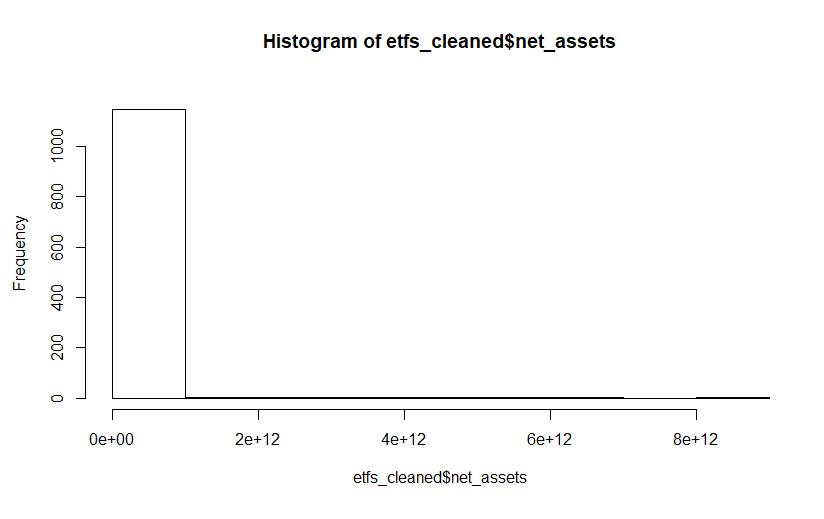 Histogram of etfs_cleaned$net_assets
Frequency
1000
800
600
400
200
0
0e+00 2e+12 4e+12 6e+12 8e+12
etfs_cleaned$net_assets